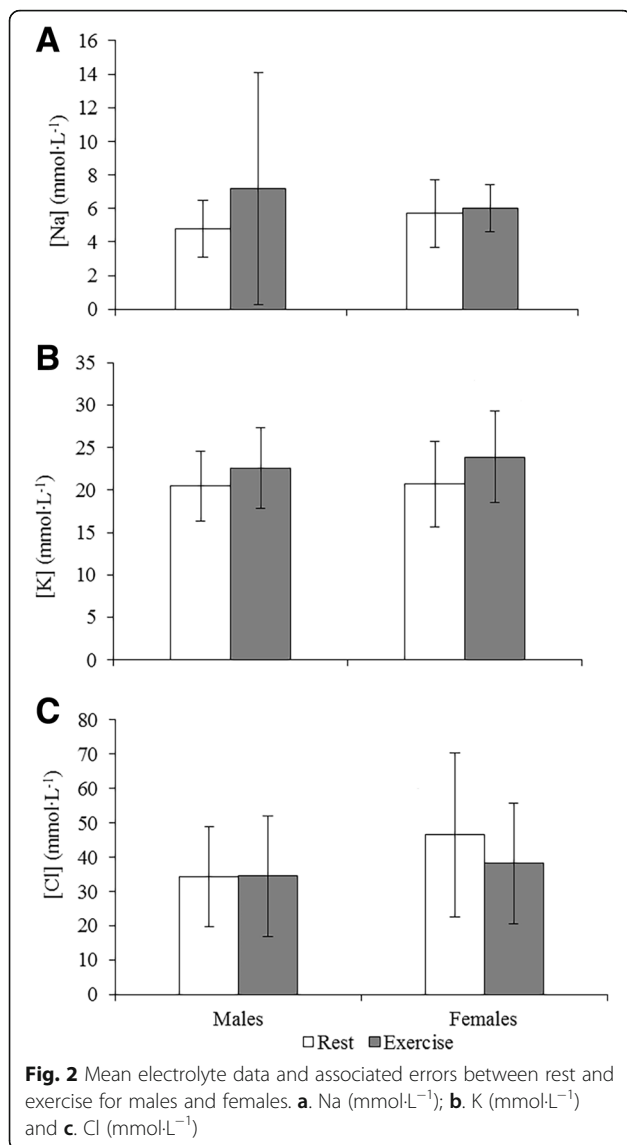 A
16
14
12
10
8
6
4
2
0
[Na] (mmol·L-1)
B
35
30
25
20
15
10
5
0
[K] (mmol·L-1)
C
80
70
60
50
40
30
20
10
0
[Cl] (mmol·L-1)
Males Females
Rest Exercise
Fig. 2 Mean electrolyte data and associated errors between rest and
exercise for males and females. a. Na (mmol·L−1); b. K (mmol·L−1)
and c. Cl (mmol·L−1)